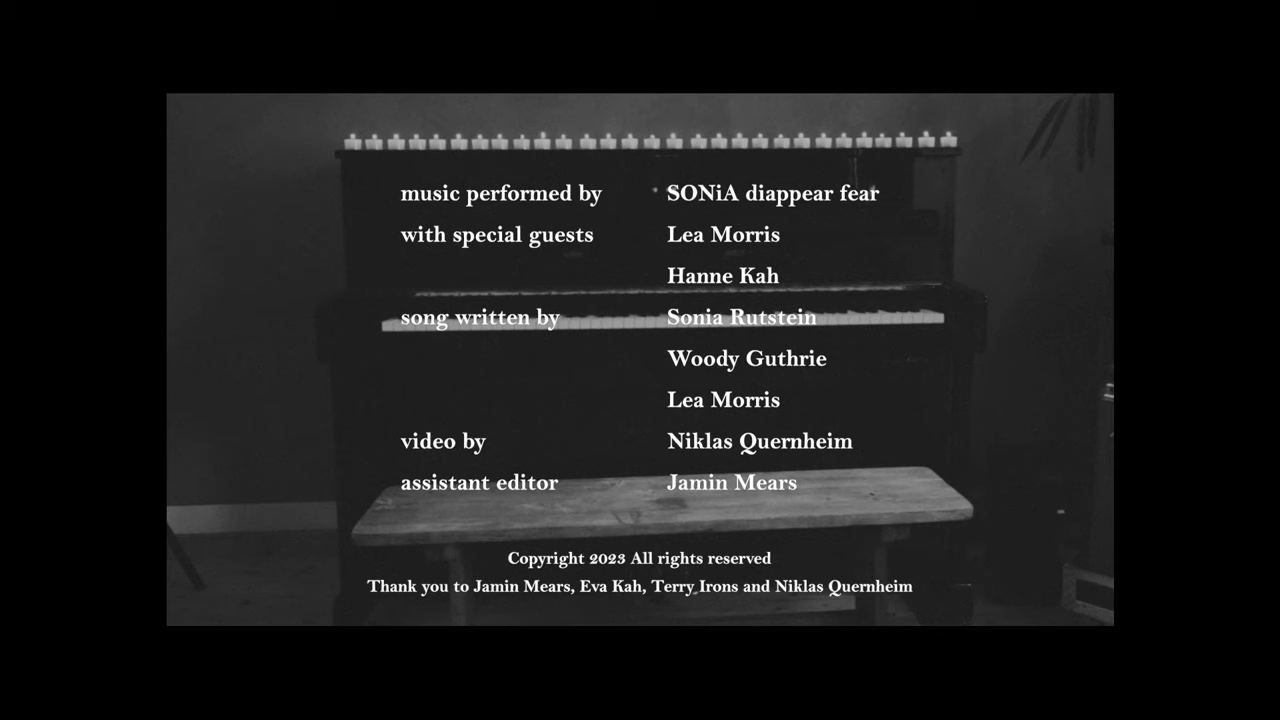 music performed by SONiA diappear fear
with special guests Lea Morris
Hanne Kah
song written by Sonia Rutstein
Woody Guthrie
Lea Morris
video by Niklas Quernheim
assistant editor Jamin Mears
Copyright 2023 All rights reserved
Thank you to Jamin Mears, Eva Kah, Terry Irons and Niklas Quernheim